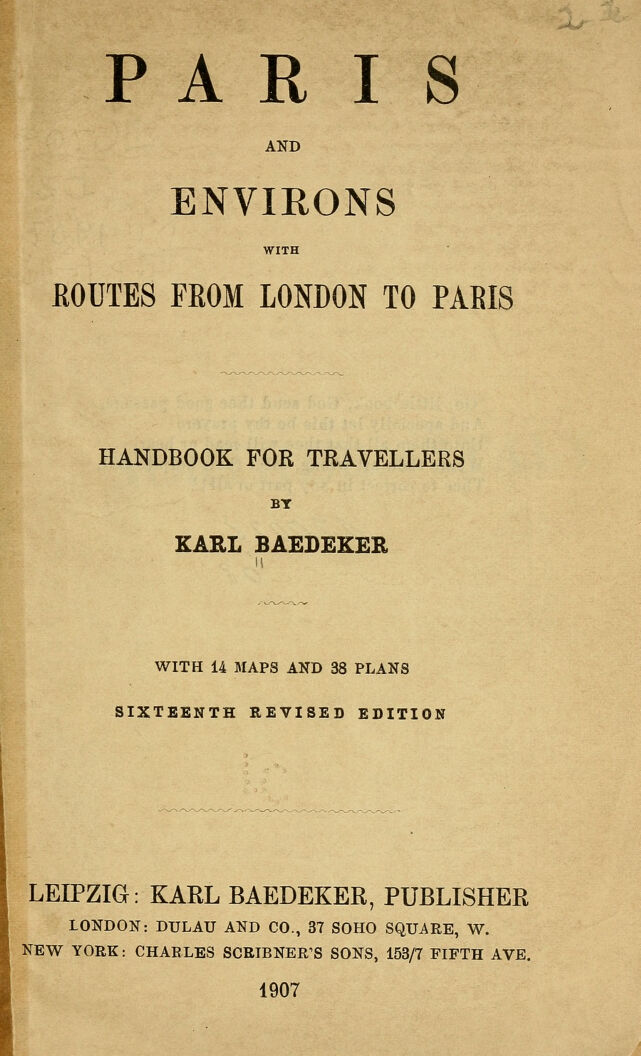 PARIS
AND
ENVIRONS
WITH
ROUTES FROM LONDON TO PARIS
HANDBOOK FOR TRAVELLERS
BY
KARL BAEDEKER
WITH 14 MAPS AND 38 PLANS
SIXTEENTH REVISED EDITION
LEIPZIG: KARL BAEDEKER, PUBLISHER
LONDON: DULAU AND CO., 37 SOHO SQUARE, W.
NEW YORK: CHARLES SCRIBNER'S SONS, 153/7 FIFTH AVE.
1907